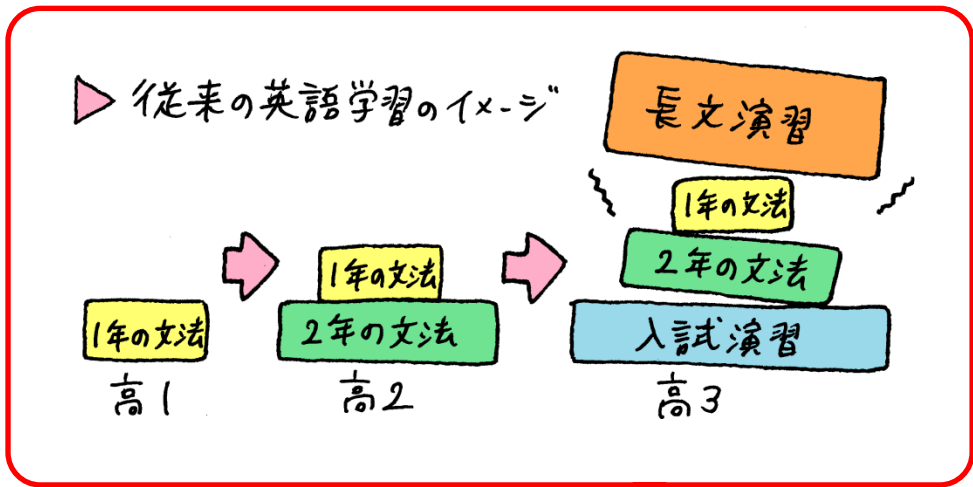 従来の英語学習のイメージ
1年の文法
高1
1年の文法
2年の文法
高2
長文演習
1年の文法
2年の文法
入試演習
高3